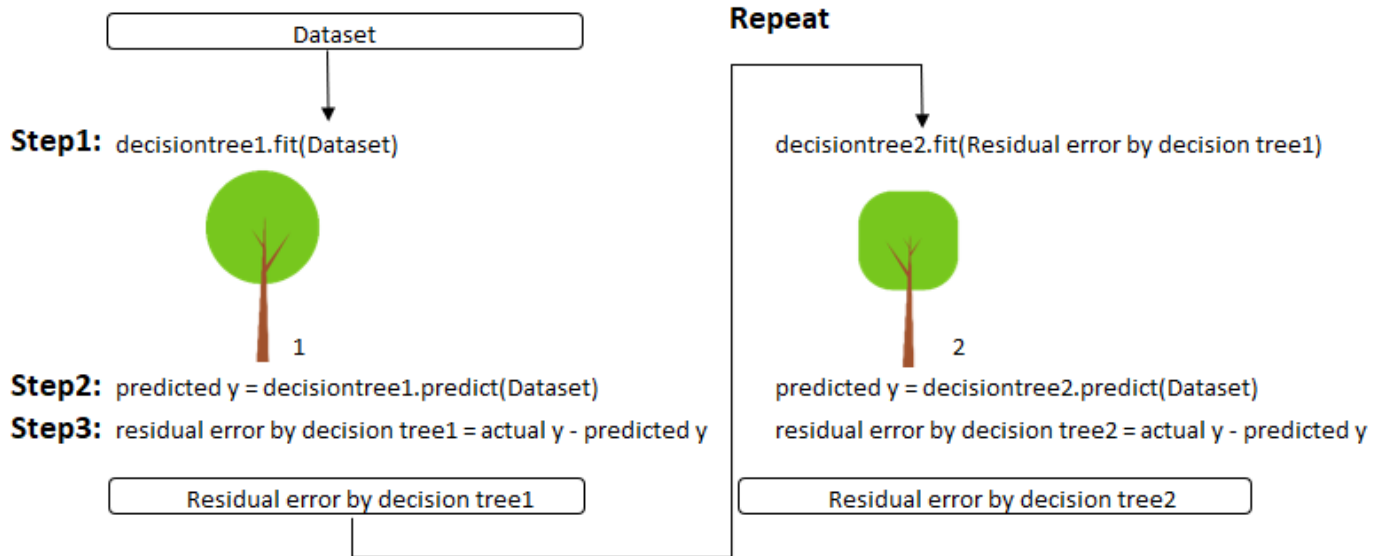 Dataset
Step1: decisiontree1.fit(Dataset)
1
Step2: predicted y = decisiontree1.predict(Dataset)
Step3: residual error by decision tree1 = actual y - predicted y
Residual error by decision tree1
Repeat
decisiontree2.fit(Residual error by decision tree1)
2
predicted y = decisiontree2.predict(Dataset)
residual error by decision tree2 = actual y - predicted y
Residual error by decision tree2